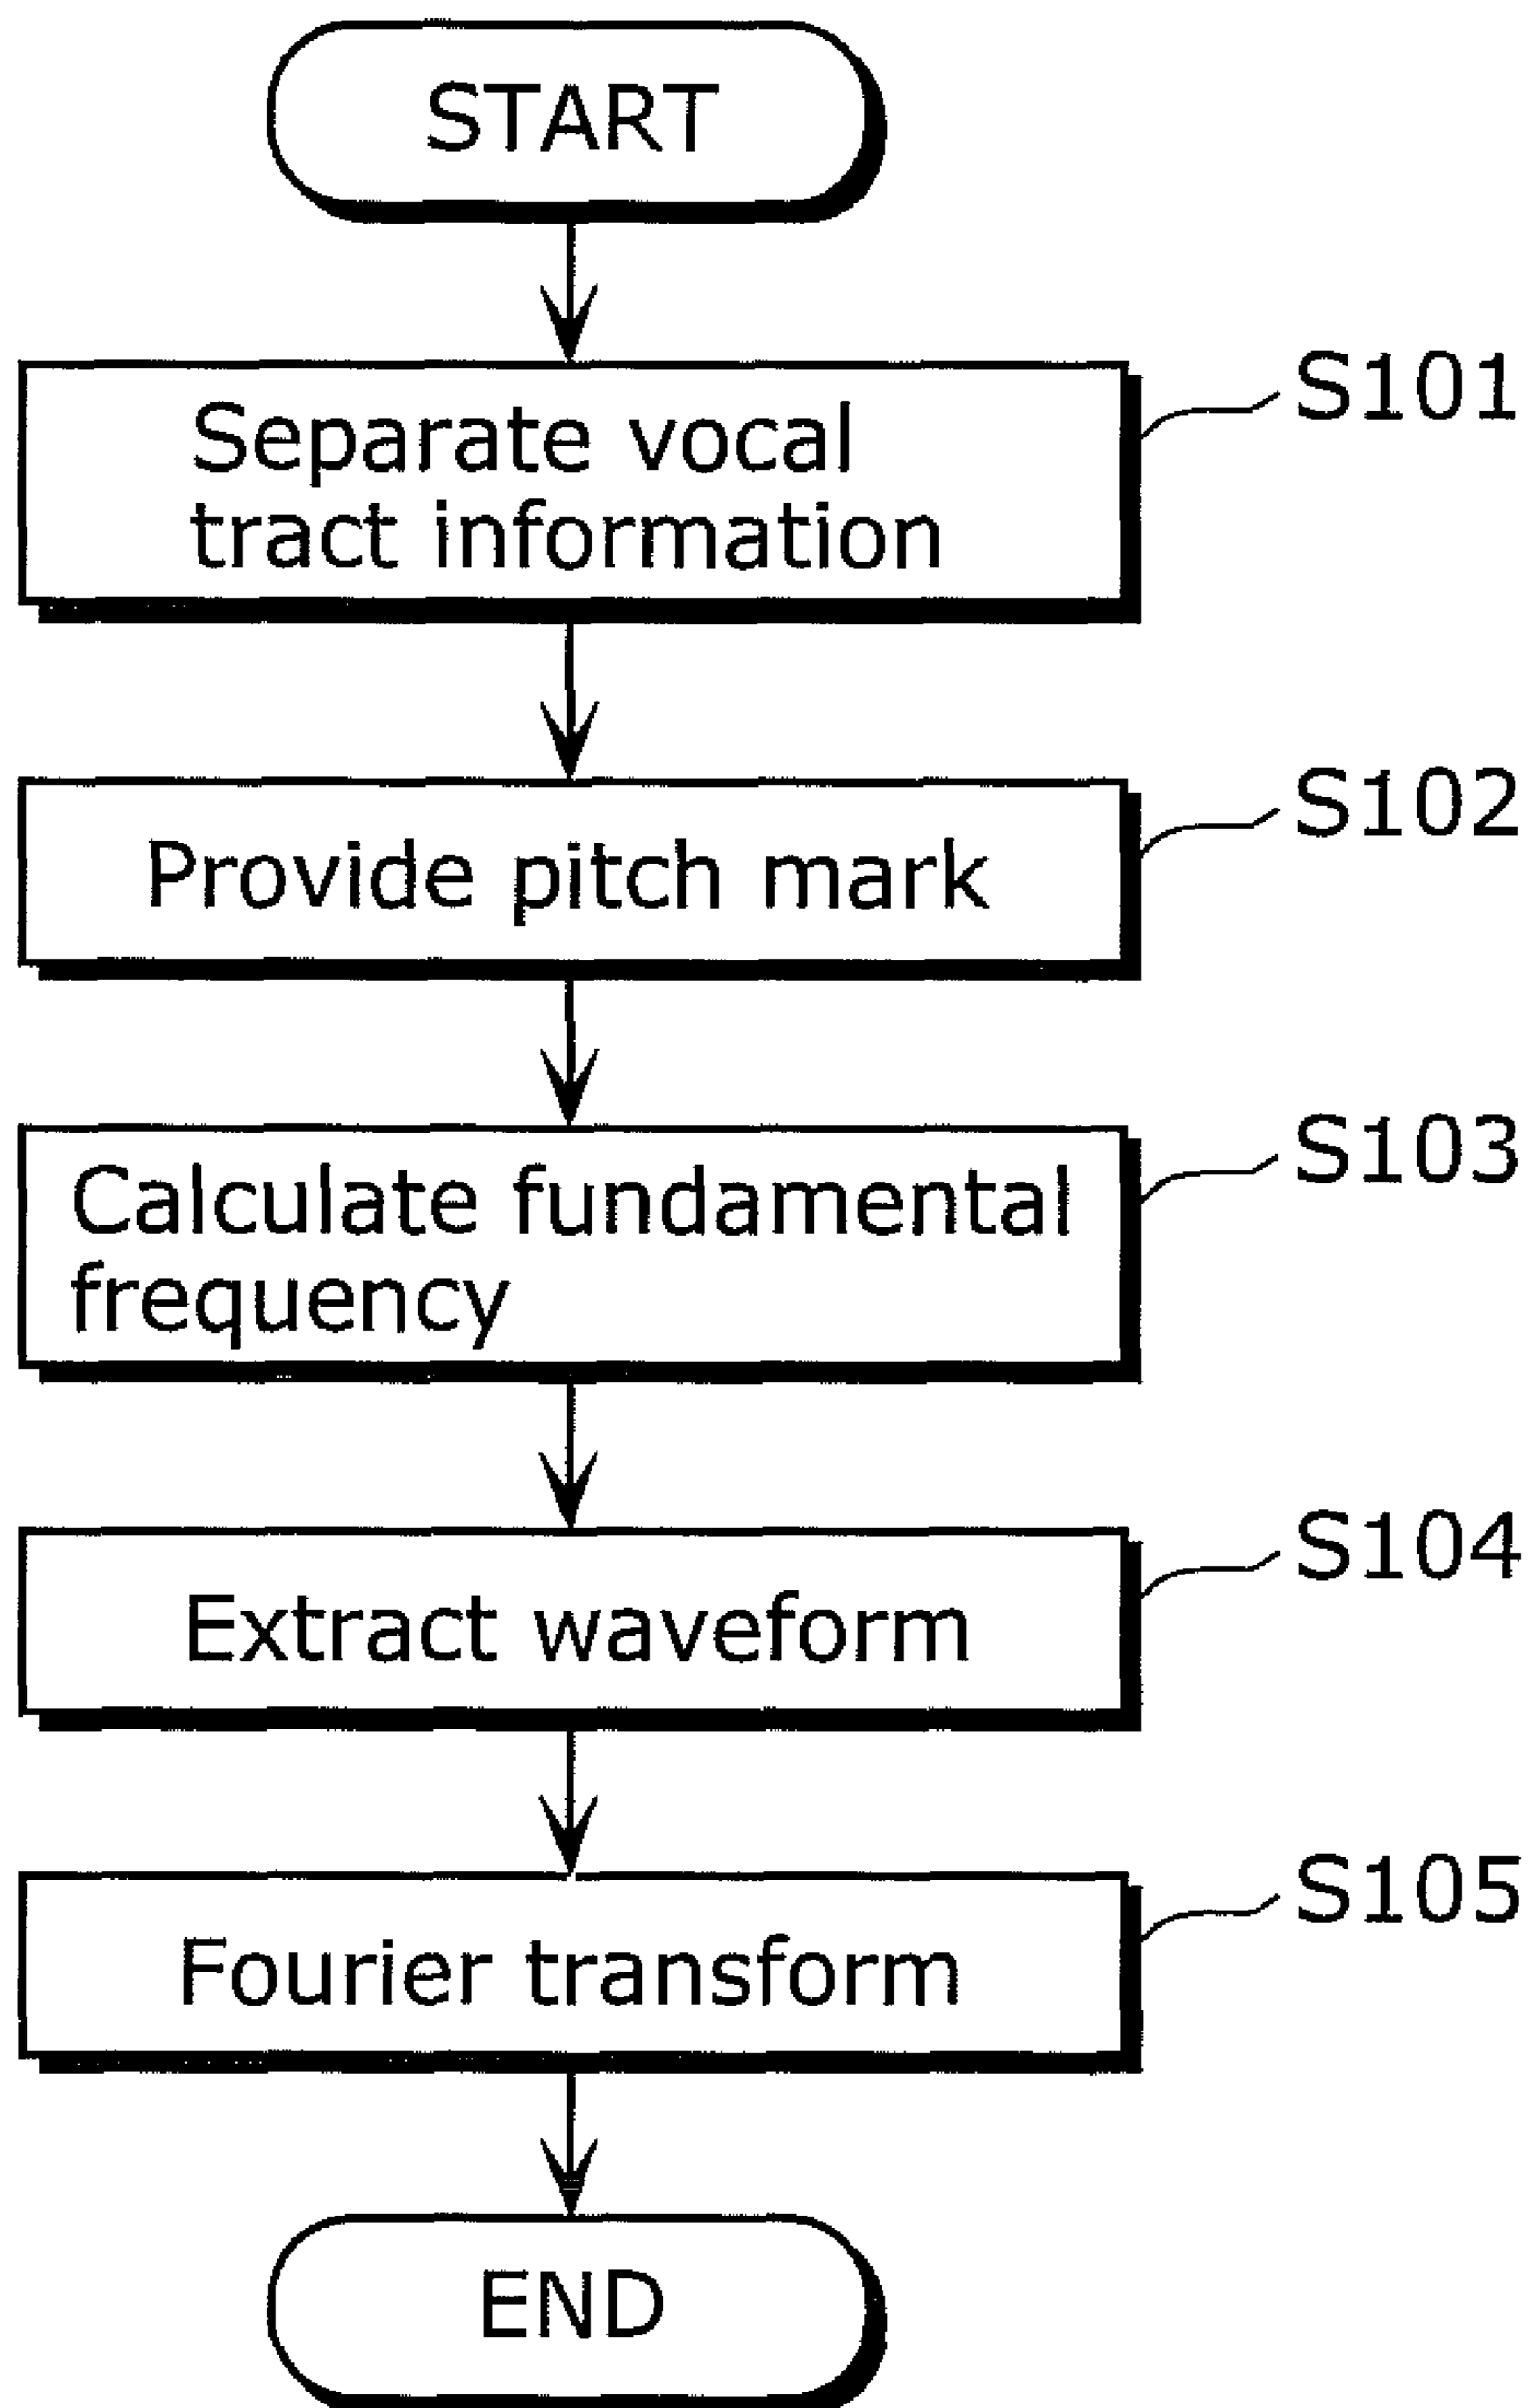 START
Separate vocal
tract information
S101
Provide pitch mark
S102
Calculate fundamental
frequency
S103
Extract waveform
S104
Fourier transform
S105
END